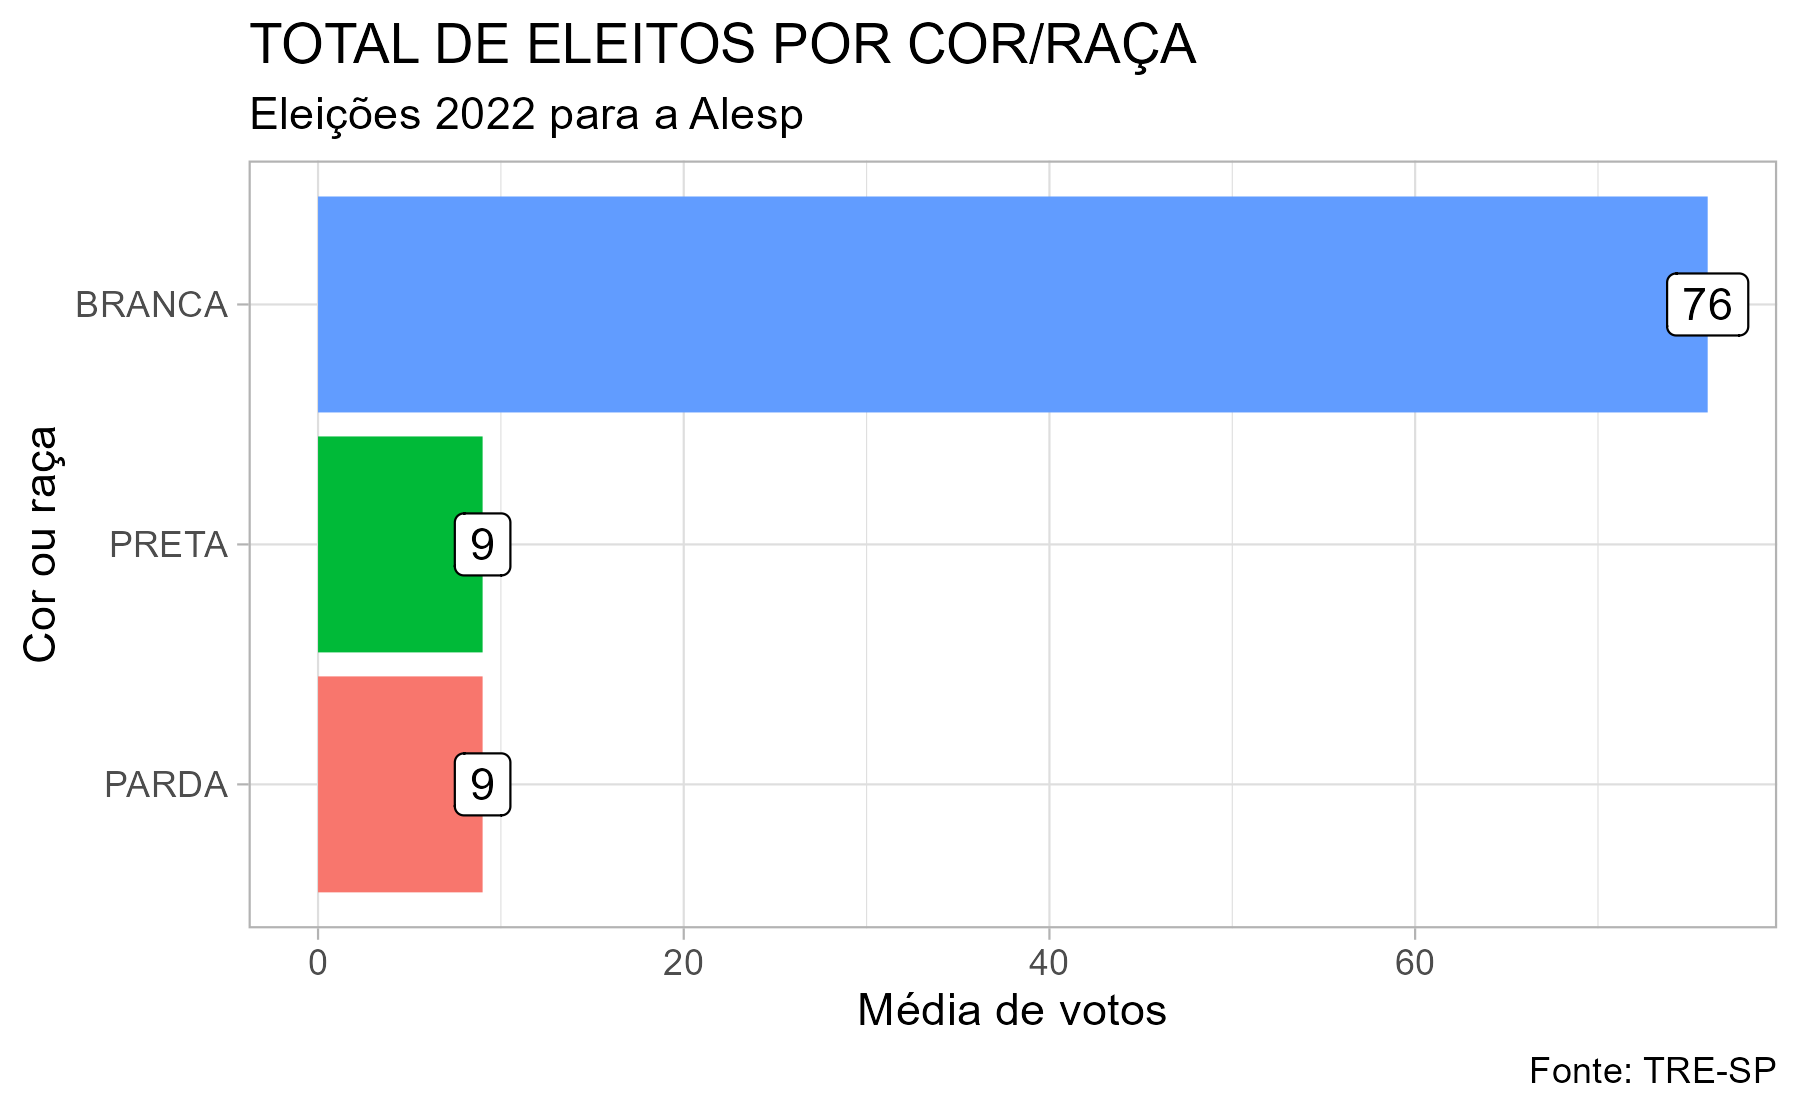 TOTAL DE ELEITOS POR COR/RAÇA
Eleições 2022 para a Alesp
Cor ou raça
BRANCA
76
PRETA
9
PARDA
9
0 20 40 60
Média de votos
Fonte: TRE-SP